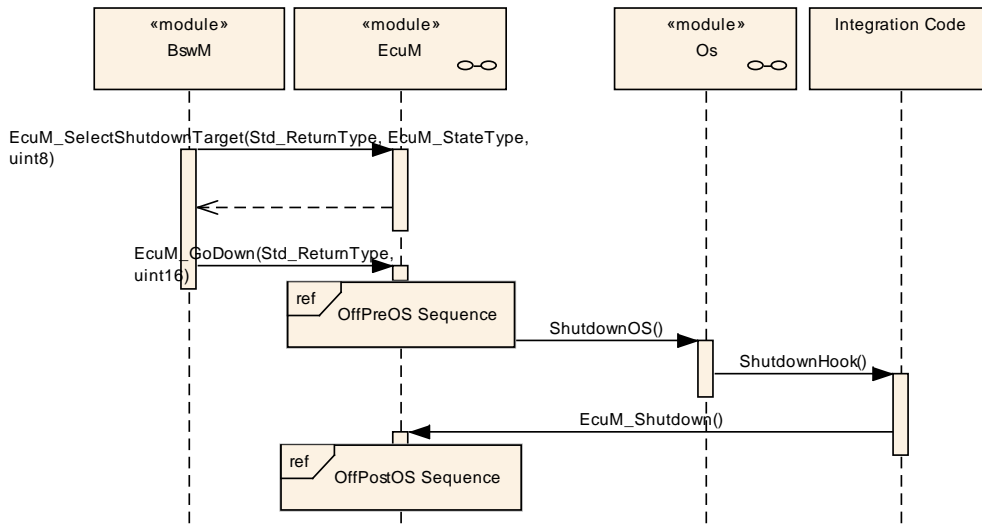 «module»
BswM
«module»
EcuM
«module»
Os
Integration Code
EcuM_SelectShutdownTarget(Std_ReturnType, EcuM_StateType,
uint8)
EcuM_GoDown(Std_ReturnType,
uint16)
ref
OffPreOS Sequence
ShutdownOS()
ShutdownHook()
EcuM_Shutdown()
ref
OffPostOS Sequence